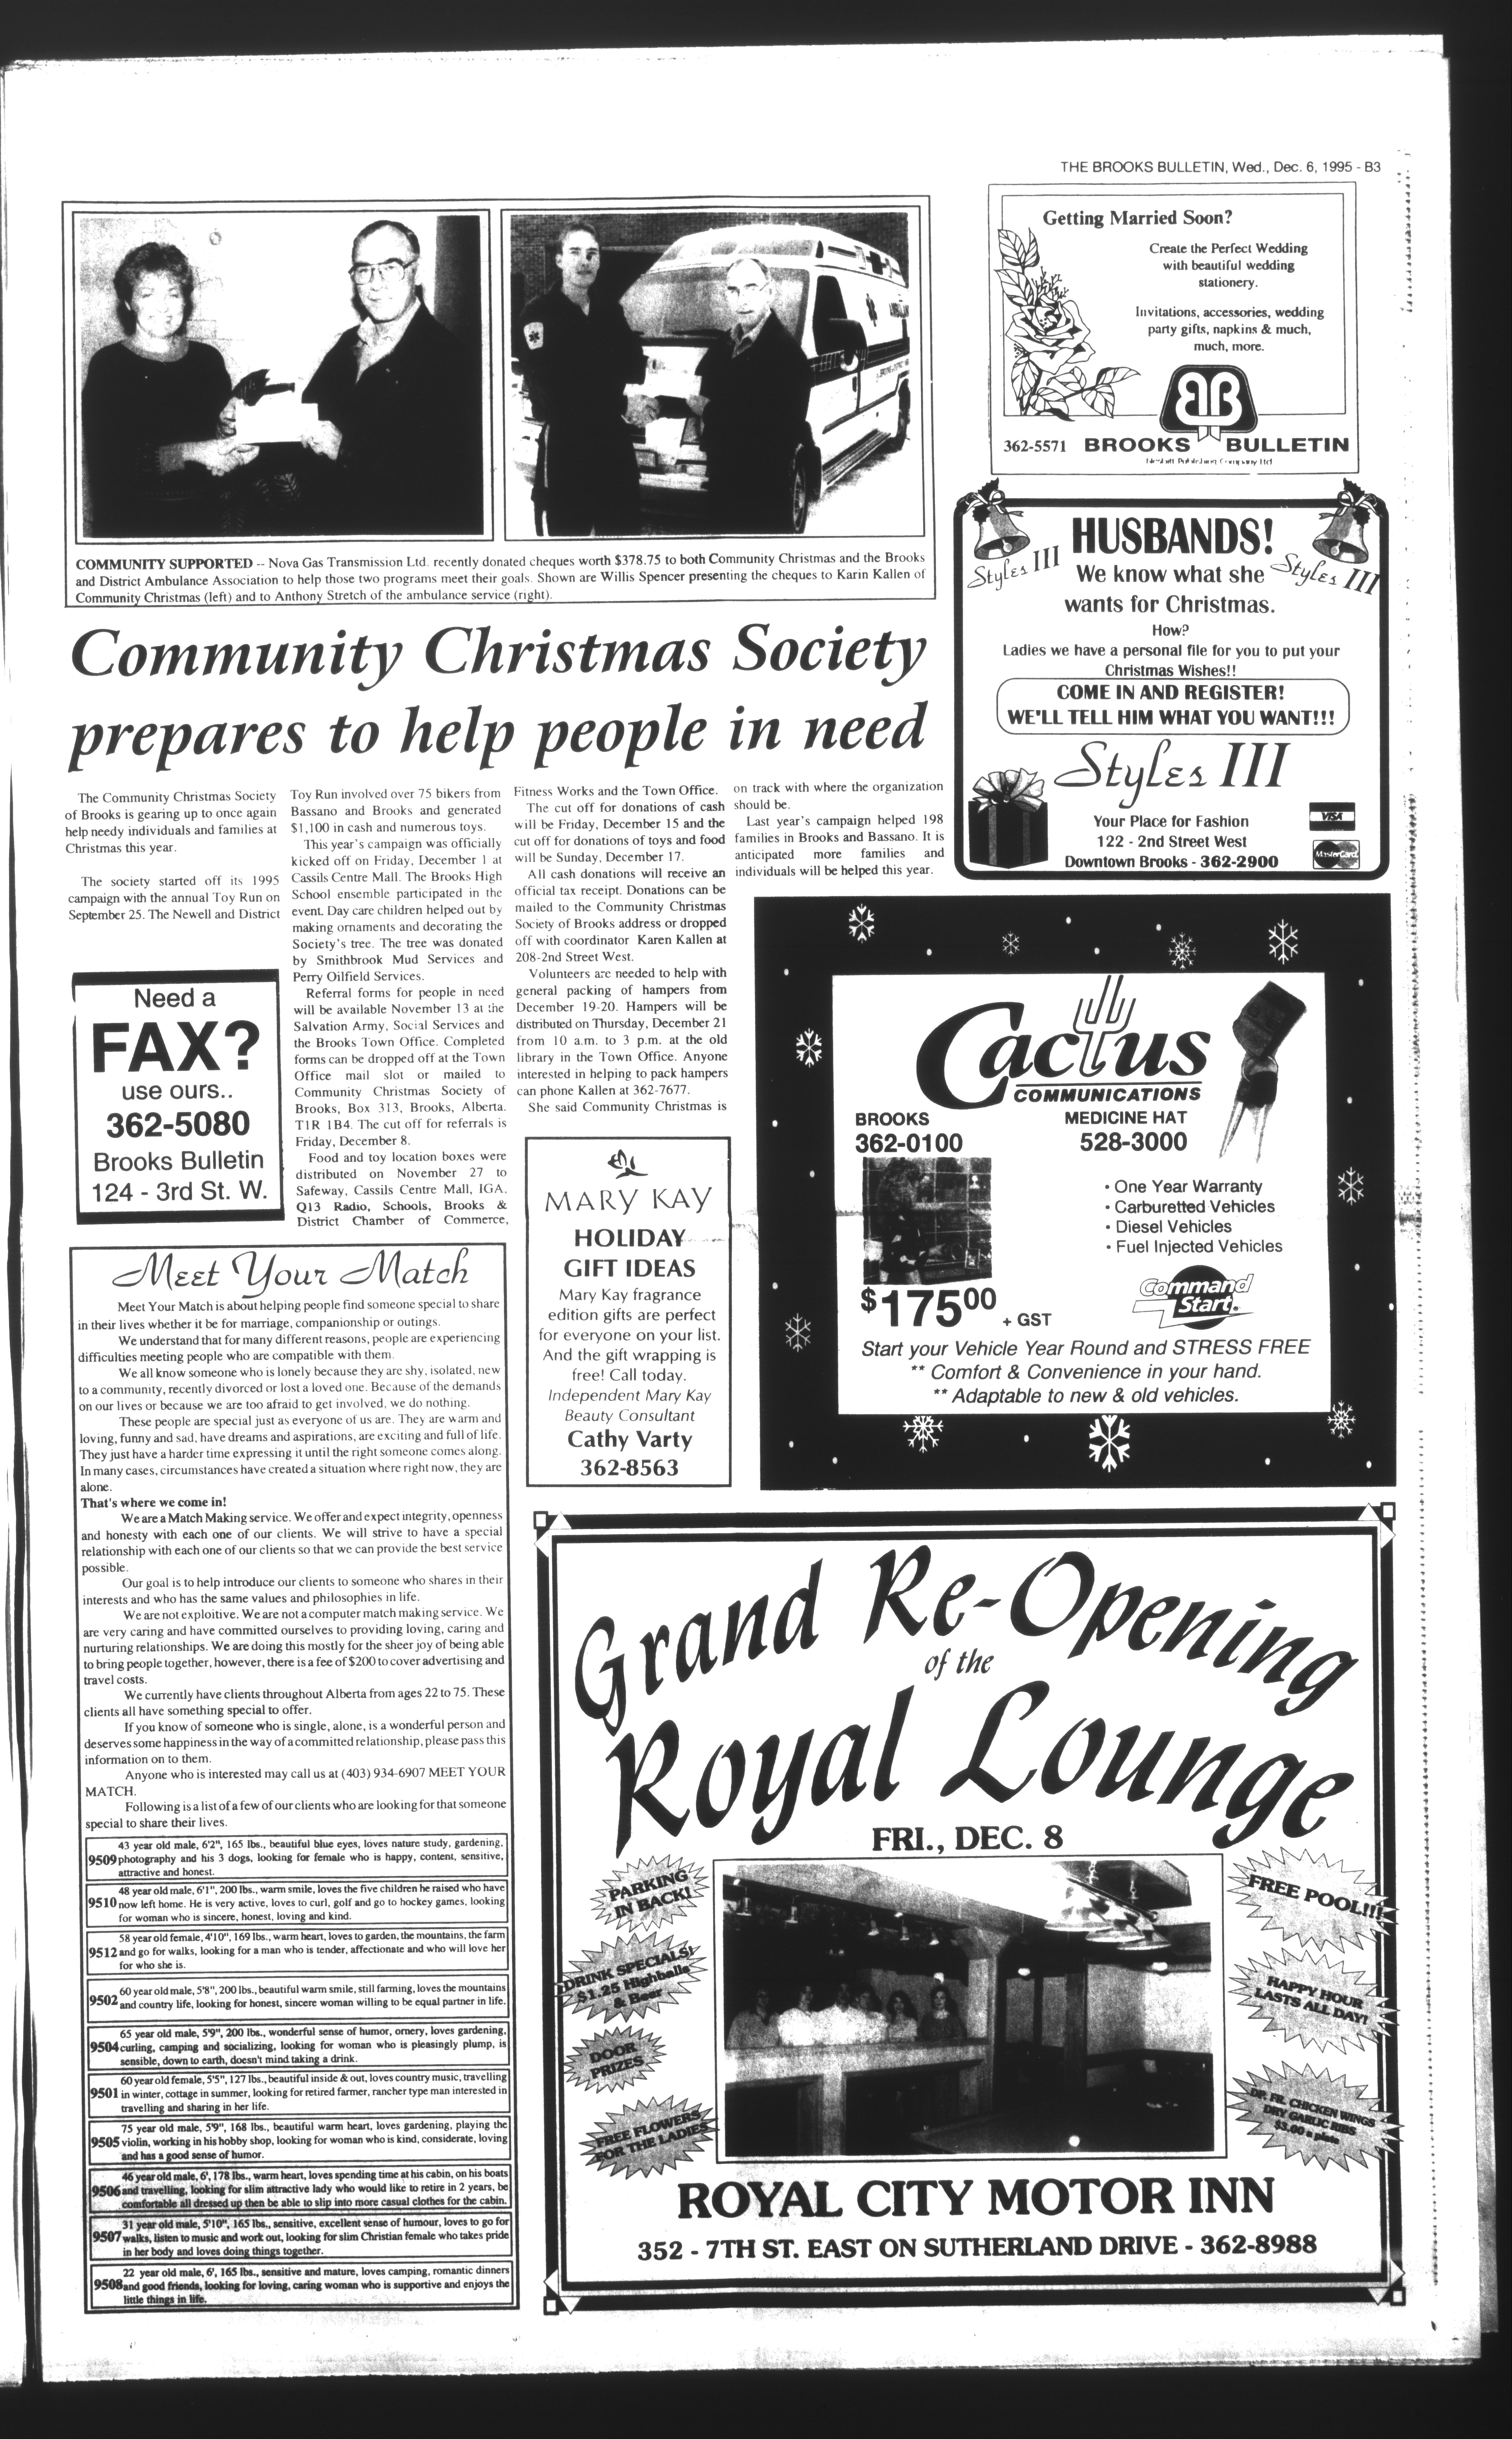 THE BROOKS BULLETIN, Wed., Dec. 6, 1995 - B3
COMMUNITY SUPPORTED -- Nova Gas Transmission Ltd. recently donated cheques worth $378.75 to both Community Christmas and the Brooks
and District Ambulance Association to help those two programs meet their goals. Shown are Willis Spencer presenting the cheques to Karin Kallen of
Community Christmas (left) and to Anthony Stretch of the ambulance service (right).
Community Christmas Society
prepares to help people in need
The Community Christmas Society
of Brooks is gearing up to once again
help needy individuals and families at
Christmas this year.
The society started off its 1995
campaign with the annual Toy Run on
September 25. The Newell and District
Toy Run involved over 75 bikers from
Bassano and Brooks and generated
$1,100 in cash and numerous toys.
This year's campaign was officially
kicked off on Friday, December 1 at
Cassils Centre Mall. The Brooks High
School ensemble participated in the
event. Day care children helped out by
making ornaments and decorating the
Society's tree. The tree was donated
by Smithbrook Mud Services and
Perry Oilfield Services.
Referral forms for people in need
will be available November 13 at the
Salvation Army, Social Services and
the Brooks Town Office. Completed
forms can be dropped off at the Town
Office mail slot or mailed to
Community Christmas Society of
Brooks, Box 313, Brooks, Alberta.
T1R 1B4. The cut off for referrals is
Friday, December 8.
Food and toy location boxes were
distributed on November 27 to
Safeway, Cassils Centre Mall, IGA,
Q13 Radio, Schools, Brooks &
District Chamber of Commerce,
Fitness Works and the Town Office.
The cut off for donations of cash
will be Friday, December 15 and the
cut off for donations of toys and food
will be Sunday, December 17.
All cash donations will receive an
official tax receipt. Donations can be
mailed to the Community Christmas
Society of Brooks address or dropped
off with coordinator Karen Kallen at
208-2nd Street West.
Volunteers are needed to help with
general packing of hampers from
December 19-20. Hampers will be
distributed on Thursday, December 21
from 10 a.m. to 3 p.m. at the old
library in the Town Office. Anyone
interested in helping to pack hampers
can phone Kallen at 362-7677.
She said Community Christmas is
on track with where the organization
should be.
Last year's campaign helped 198
families in Brooks and Bassano. It is
anticipated more families and
individuals will be helped this year.
Need a
FAX?
use ours..
362-5080
Brooks Bulletin
124 - 3rd St. W.
Meet Your Match
Meet Your Match is about helping people find someone special to share
in their lives whether it be for marriage, companionship or outings.
We understand that for many different reasons, people are experiencing
difficulties meeting people who are compatible with them.
We all know someone who is lonely because they are shy, isolated, new
to a community, recently divorced or lost a loved one. Because of the demands
on our lives or because we are too afraid to get involved, we do nothing.
These people are special just as everyone of us are. They are warm and
loving, funny and sad, have dreams and aspirations, are exciting and full of life.
They just have a harder time expressing it until the right someone comes along.
In many cases, circumstances have created a situation where right now, they are
alone.
That's where we come in!
We are a Match Making service. We offer and expect integrity, openness
and honesty with each one of our clients. We will strive to have a special
relationship with each one of our clients so that we can provide the best service
possible.
Our goal is to help introduce our clients to someone who shares in their
interests and who has the same values and philosophies in life.
We are not exploitive. We are not a computer match making service. We
are very caring and have committed ourselves to providing loving, caring and
nurturing relationships. We are doing this mostly for the sheer joy of being able
to bring people together, however, there is a fee of $200 to cover advertising and
travel costs.
We currently have clients throughout Alberta from ages 22 to 75. These
clients all have something special to offer.
If you know of someone who is single, alone, is a wonderful person and
deserves some happiness in the way of a committed relationship, please pass this
information on to them.
Anyone who is interested may call us at (403) 934-6907 MEET YOUR
MATCH.
Following is a list of a few of our clients who are looking for that someone
special to share their lives.
43 year old male, 6'2", 165 lbs., beautiful blue eyes, loves nature study, gardening,
9509 photography and his 3 dogs, looking for female who is happy, content, sensitive,
attractive and honest.
48 year old male, 6'1", 200 lbs., warm smile, loves the five children he raised who have
9510 now left home. He is very active, loves to curl, golf and go to hockey games, looking
for woman who is sincere, honest, loving and kind.
58 year old female, 4'10", 169 lbs., warm heart, loves to garden, the mountains, the farm
9512 and go for walks, looking for a man who is tender, affectionate and who will love her
for who she is.
60 year old male, 5'8", 200 lbs., beautiful warm smile, still farming, loves the mountains
9502 and country life, looking for honest, sincere woman willing to be equal partner in life.
65 year old male, 5'9", 200 lbs., wonderful sense of humor, ornery, loves gardening,
9504 curling, camping and socializing, looking for woman who is pleasingly plump, is
sensible, down to earth, doesn't mind taking a drink.
60 year old female, 5'5", 127 lbs., beautiful inside & out, loves country music, travelling
9501 in winter, cottage in summer, looking for retired farmer, rancher type man interested in
travelling and sharing in her life.
75 year old male, 5'9", 168 lbs., beautiful warm heart, loves gardening, playing the
9505 violin, working in his hobby shop, looking for woman who is kind, considerate, loving
and has a good sense of humor.
46 year old male, 6', 178 lbs., warm heart, loves spending time at his cabin, on his boats
9506 and travelling, looking for slim attractive lady who would like to retire in 2 years, be
comfortable all dressed up then be able to slip into more casual clothes for the cabin.
31 year old male, 5'10", 165 lbs., sensitive, excellent sense of humour, loves to go for
9507 walks, listen to music and work out, looking for slim Christian female who takes pride
in her body and loves doing things together.
22 year old male, 6', 165 lbs., sensitive and mature, loves camping, romantic dinners
9508 and good friends, looking for loving, caring woman who is supportive and enjoys the
little things in life.
MARY KAY
HOLIDAY
GIFT IDEAS
Mary Kay fragrance
edition gifts are perfect
for everyone on your list.
And the gift wrapping is
free! Call today.
Independent Mary Kay
Beauty Consultant
Cathy Varty
362-8563
Getting Married Soon?
Create the Perfect Wedding
with beautiful wedding
stationery.
Invitations, accessories, wedding
party gifts, napkins & much,
much, more.
BB
362-5571 BROOKS BULLETIN
Nesbitt Publishing Company Ltd
HUSBANDS!
Styles III
Styles III
We know what she
wants for Christmas.
How?
Ladies we have a personal file for you to put your
Christmas Wishes!!
COME IN AND REGISTER!
WE'LL TELL HIM WHAT YOU WANT!!!
Styles III
Your Place for Fashion
122 - 2nd Street West
Downtown Brooks - 362-2900
VISA
MasterCard
Cactus
COMMUNICATIONS
BROOKS
362-0100
MEDICINE HAT
528-3000
• One Year Warranty
• Carburetted Vehicles
• Diesel Vehicles
• Fuel Injected Vehicles
$17500 + GST
Command
Start.
Start your Vehicle Year Round and STRESS FREE
** Comfort & Convenience in your hand.
** Adaptable to new & old vehicles.
Grand Re-Opening
of the
Royal Lounge
FRI., DEC. 8
PARKING
IN BACK!
DRINK SPECIALS!
$1.25 Highballs
& Beer
DOOR
PRIZES
FREE FLOWERS
FOR THE LADIES
FREE POOL!!!
HAPPY HOUR
LASTS ALL DAY!
DP. FR. CHICKEN WINGS
DRY GARLIC RIBS
$3.00 a plate
ROYAL CITY MOTOR INN
352 - 7TH ST. EAST ON SUTHERLAND DRIVE - 362-8988